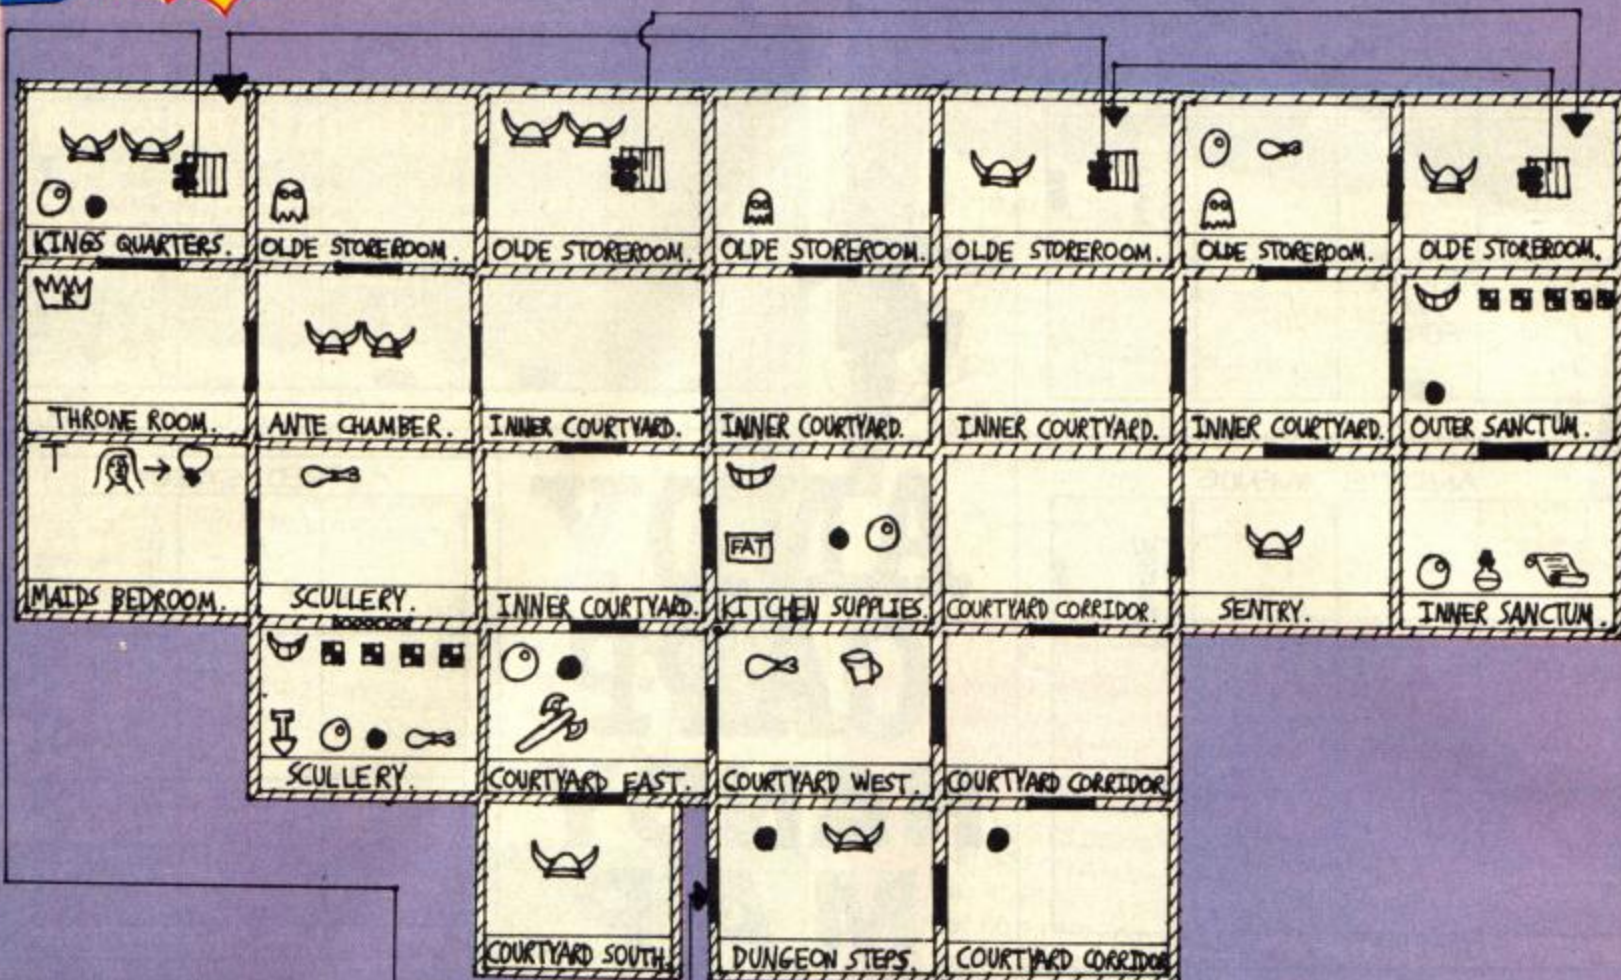 KINGS QUARTERS. OLDE STOREROOM. OLDE STOREROOM. OLDE STOREROOM. OLDE STOREROOM. OLDE STOREROOM. OLDE STOREROOM.
R
THRONE ROOM. ANTE CHAMBER. INNER COURTYARD. INNER COURTYARD. INNER COURTYARD. INNER COURTYARD. OUTER SANCTUM.
T
FAT
MAIDS BEDROOM. SCULLERY. INNER COURTYARD. KITCHEN SUPPLIES. COURTYARD CORRIDOR. SENTRY. INNER SANCTUM.
SCULLERY. COURTYARD EAST. COURTYARD WEST. COURTYARD CORRIDOR
COURTYARD SOUTH. DUNGEON STEPS. COURTYARD CORRIDOR